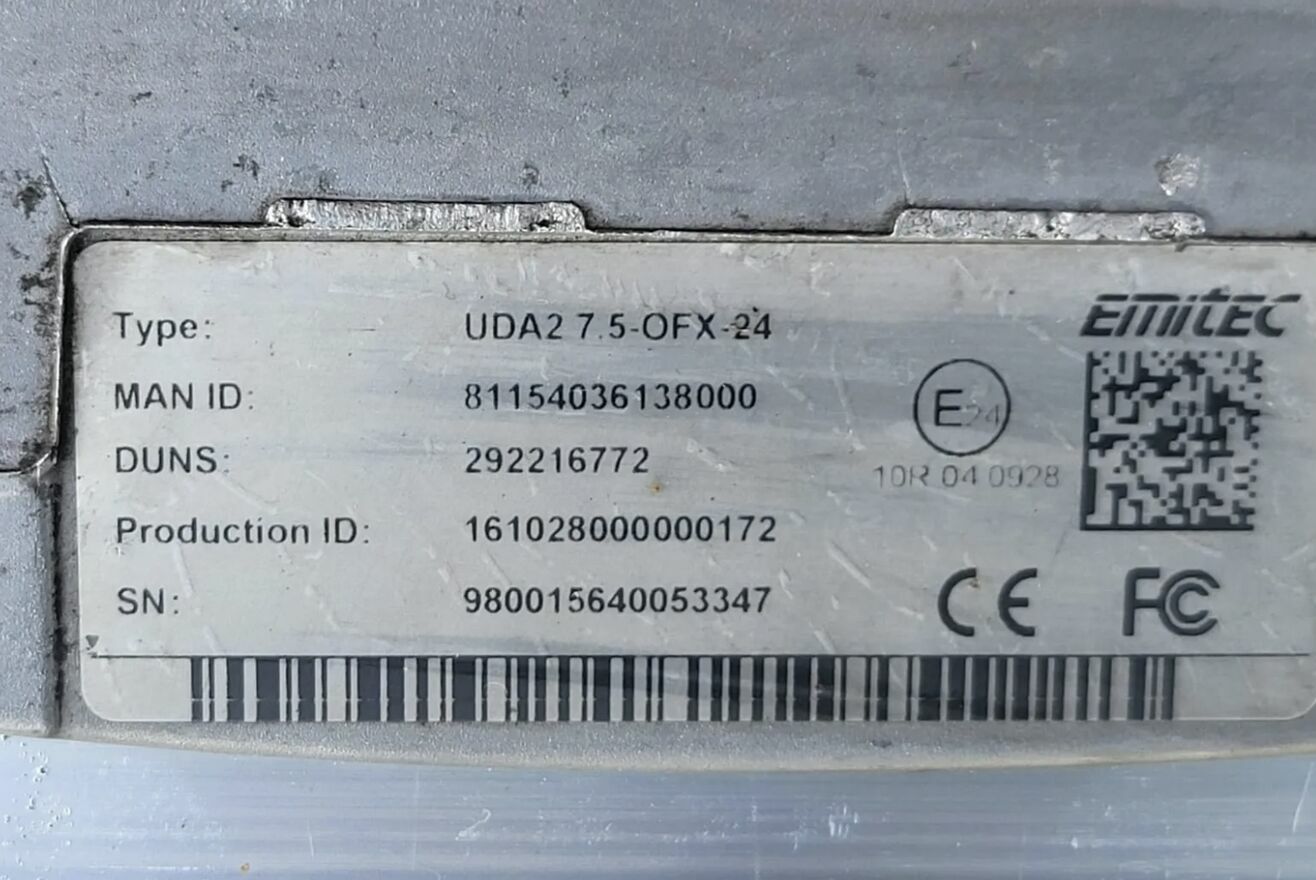 EMITEC
Type: UDA2 7.5-OFX-24
MAN ID: 81154036138000
E24
DUNS: 292216772
10R 04 0928
Production ID: 161028000000172
CE FC
SN: 980015640053347